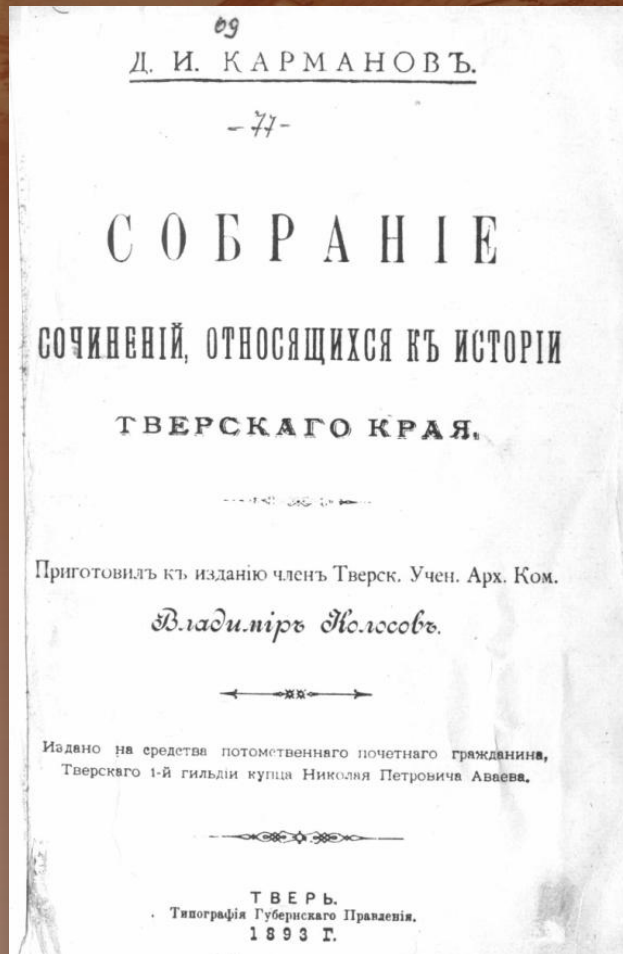 69
Д. И. КАРМАНОВЪ.
-77-
СОБРАНІЕ
СОЧИНЕНІЙ, ОТНОСЯЩИХСЯ КЪ ИСТОРІИ
ТВЕРСКАГО КРАЯ.
Приготовилъ къ изданію членъ Тверск. Учен. Арх. Ком.
Владиміръ Колосовъ.
Издано на средства потомственнаго почетнаго гражданина,
Тверскаго 1-й гильдіи купца Николая Петровича Аваева.
ТВЕРЬ.
Типографія Губернскаго Правленія.
1893 Г.